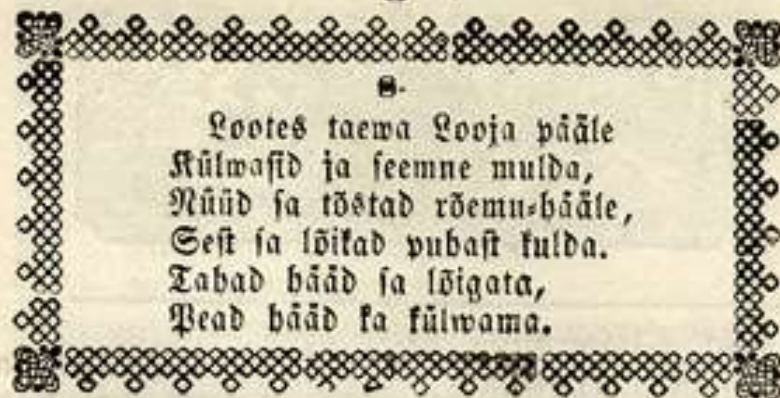 8.
Lootes taewa Looja pääle
Külwasid ja seemne mulda,
Nüüd sa tõstad rõemu-hääle,
Sest sa lõikad puhast kulda.
Tahad hääd sa lõigata,
Pead hääd ka külwama.